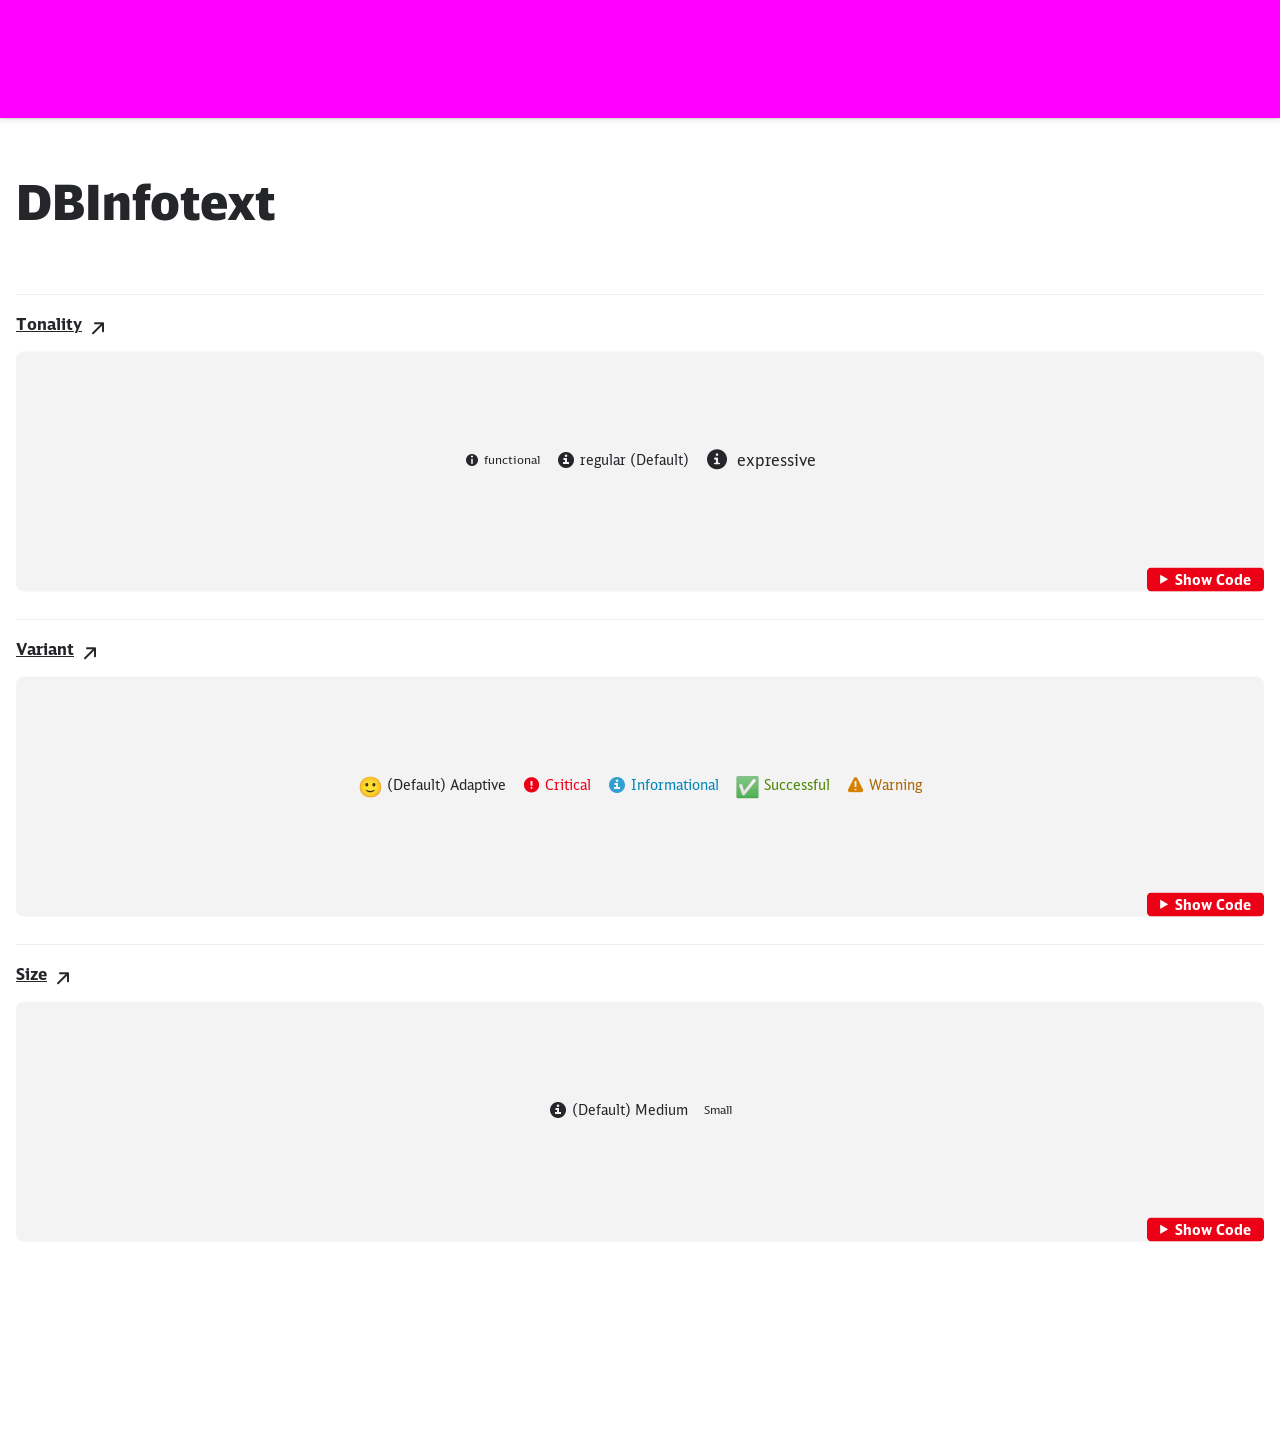 DBInfotext
Tonality
functional regular (Default) expressive
Show Code
Variant
(Default) Adaptive Critical Informational Successful Warning
Show Code
Size
(Default) Medium Small
Show Code